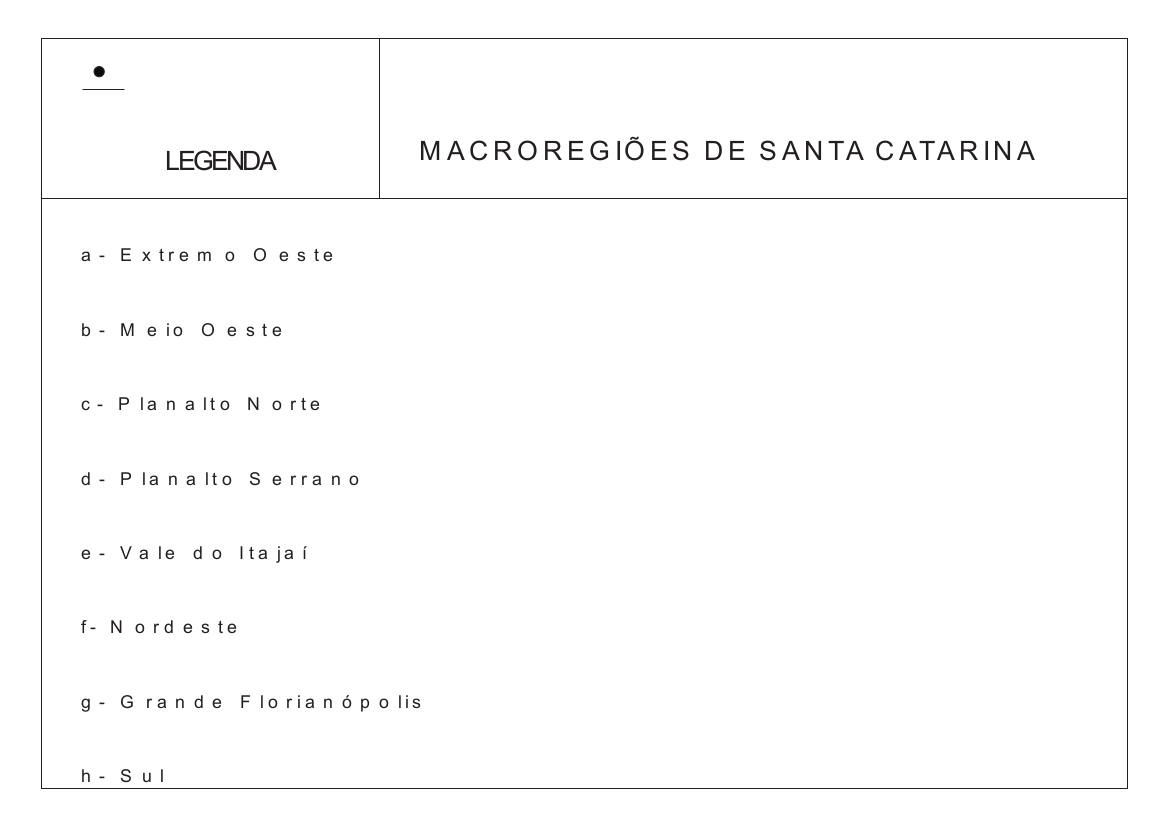 LEGENDA
MACROREGIÕES DE SANTA CATARINA
a- Extremo Oeste
b- Meio Oeste
c- Planalto Norte
d- Planalto Serrano
e- Vale do Itajaí
f- Nordeste
g- Grande Florianópolis
h- Sul